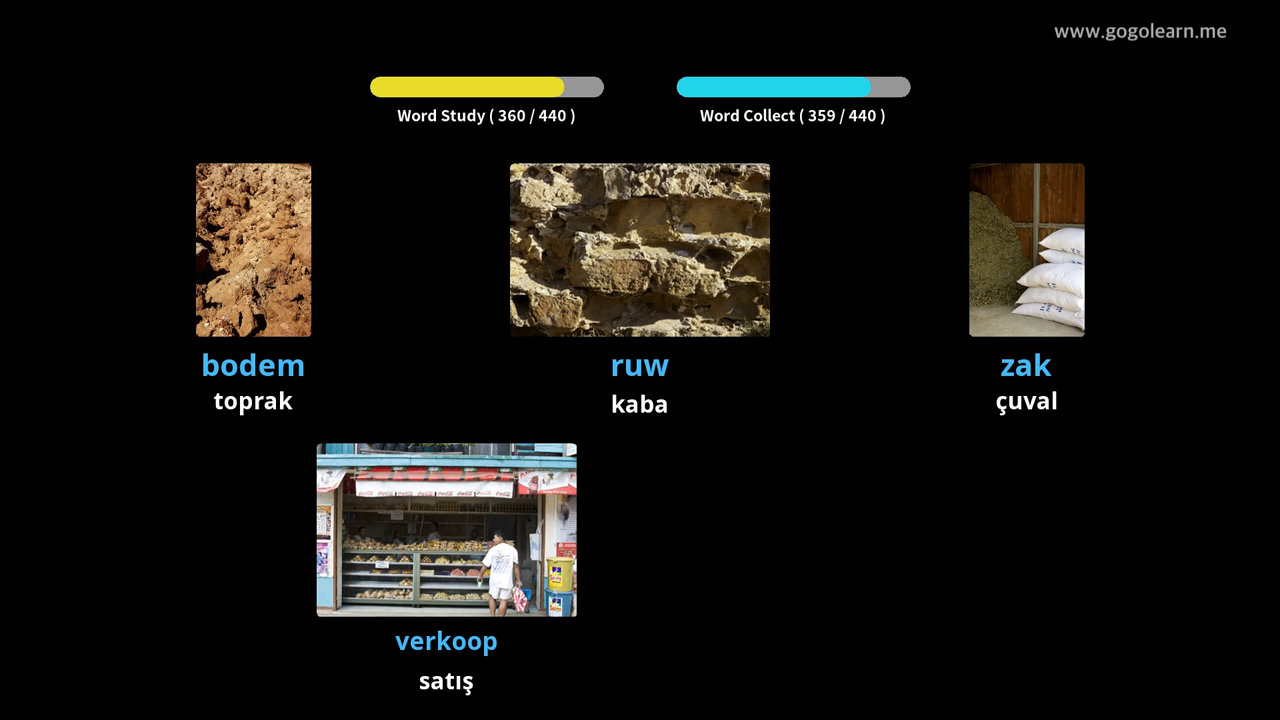 www.gogolearn.me
Word Study ( 360 / 440 )
Word Collect ( 359 / 440 )
bodem
toprak
ruw
kaba
zak
çuval
verkoop
satış